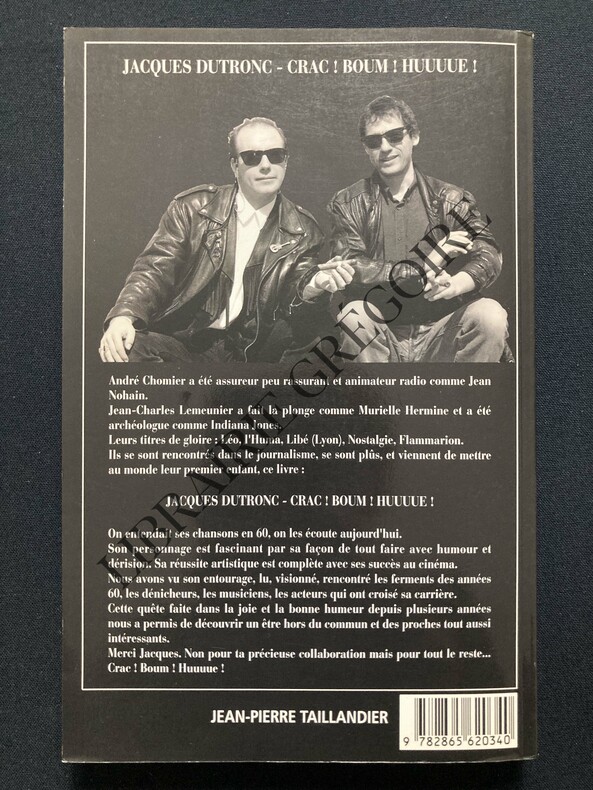 JACQUES DUTRONC - CRAC ! BOUM ! HUUUUE !
André Chomier a été assureur peu rassurant et animateur radio comme Jean
Nohain.
Jean-Charles Lemeunier a fait la plonge comme Murielle Hermine et a été
archéologue comme Indiana Jones.
Leurs titres de gloire : Léo, l'Huma, Libé (Lyon), Nostalgie, Flammarion.
Ils se sont rencontrés dans le journalisme, se sont plûs, et viennent de mettre
au monde leur premier enfant, ce livre :
JACQUES DUTRONC - CRAC ! BOUM ! HUUUUE !
On entendait ses chansons en 60, on les écoute aujourd'hui.
Son personnage est fascinant par sa façon de tout faire avec humour et
dérision. Sa réussite artistique est complète avec ses succès au cinéma.
Nous avons vu son entourage, lu, visionné, rencontré les ferments des années
60, les dénicheurs, les musiciens, les acteurs qui ont croisé sa carrière.
Cette quête faite dans la joie et la bonne humeur depuis plusieurs années
nous a permis de découvrir un être hors du commun et des proches tout aussi
intéressants.
Merci Jacques. Non pour ta précieuse collaboration mais pour tout le reste...
Crac ! Boum ! Huuuue !
JEAN-PIERRE TAILLANDIER
9 782865 620340
LIBRAIRIE GRÉGOIRE